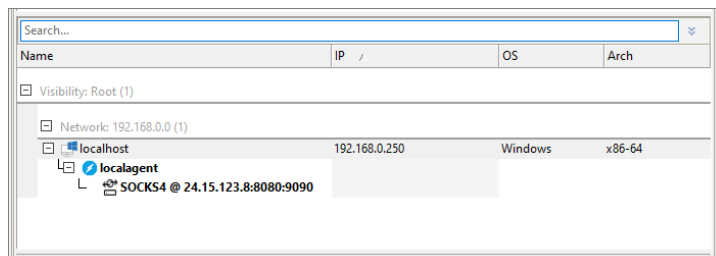 Search...
Name IP OS Arch
Visibility: Root (1)
Network: 192.168.0.0 (1)
localhost 192.168.0.250 Windows x86-64
localagent
SOCKS4 @ 24.15.123.8:8080:9090